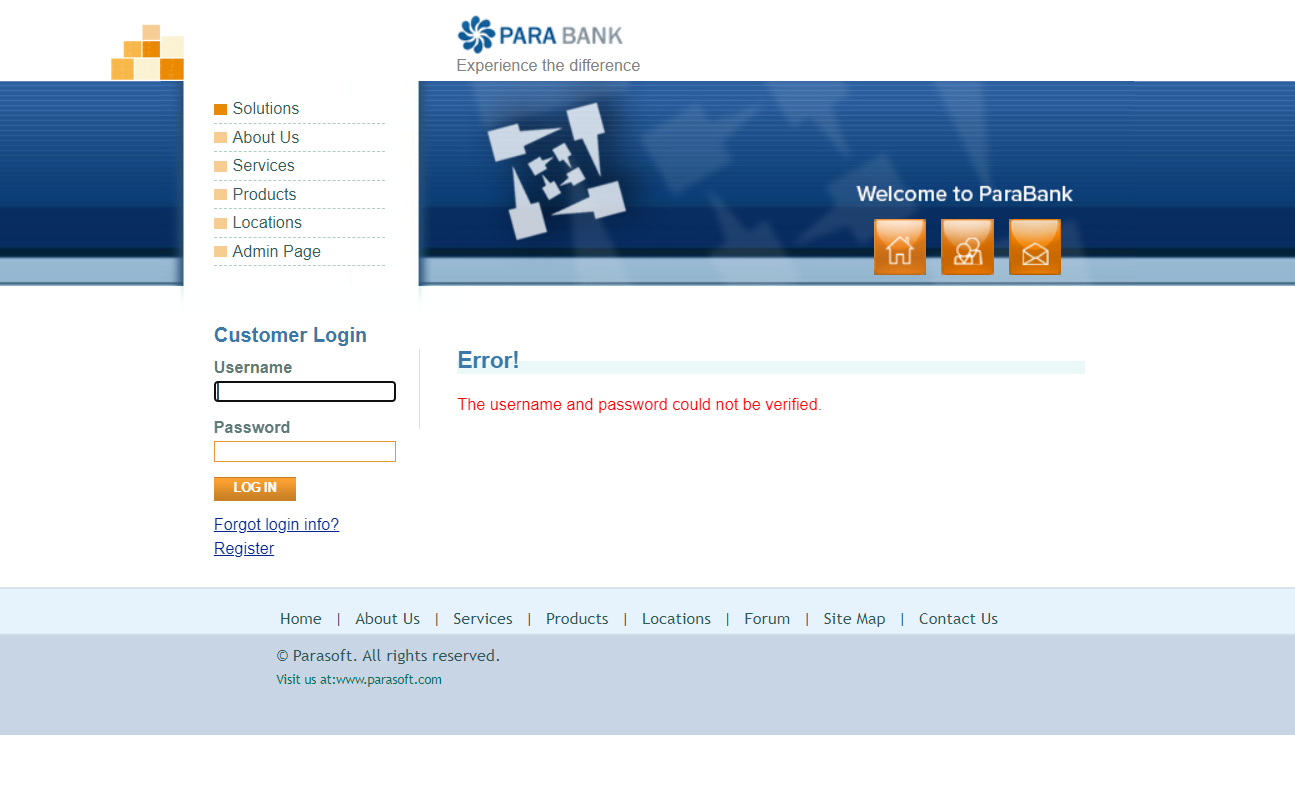 PARA BANK
Experience the difference
Solutions
About Us
Services
Products
Locations
Admin Page
Welcome to ParaBank
Customer Login
Username
Password
LOG IN
Forgot login info?
Register
Error!
The username and password could not be verified.
Home | About Us | Services | Products | Locations | Forum | Site Map | Contact Us
© Parasoft. All rights reserved.
Visit us at:www.parasoft.com